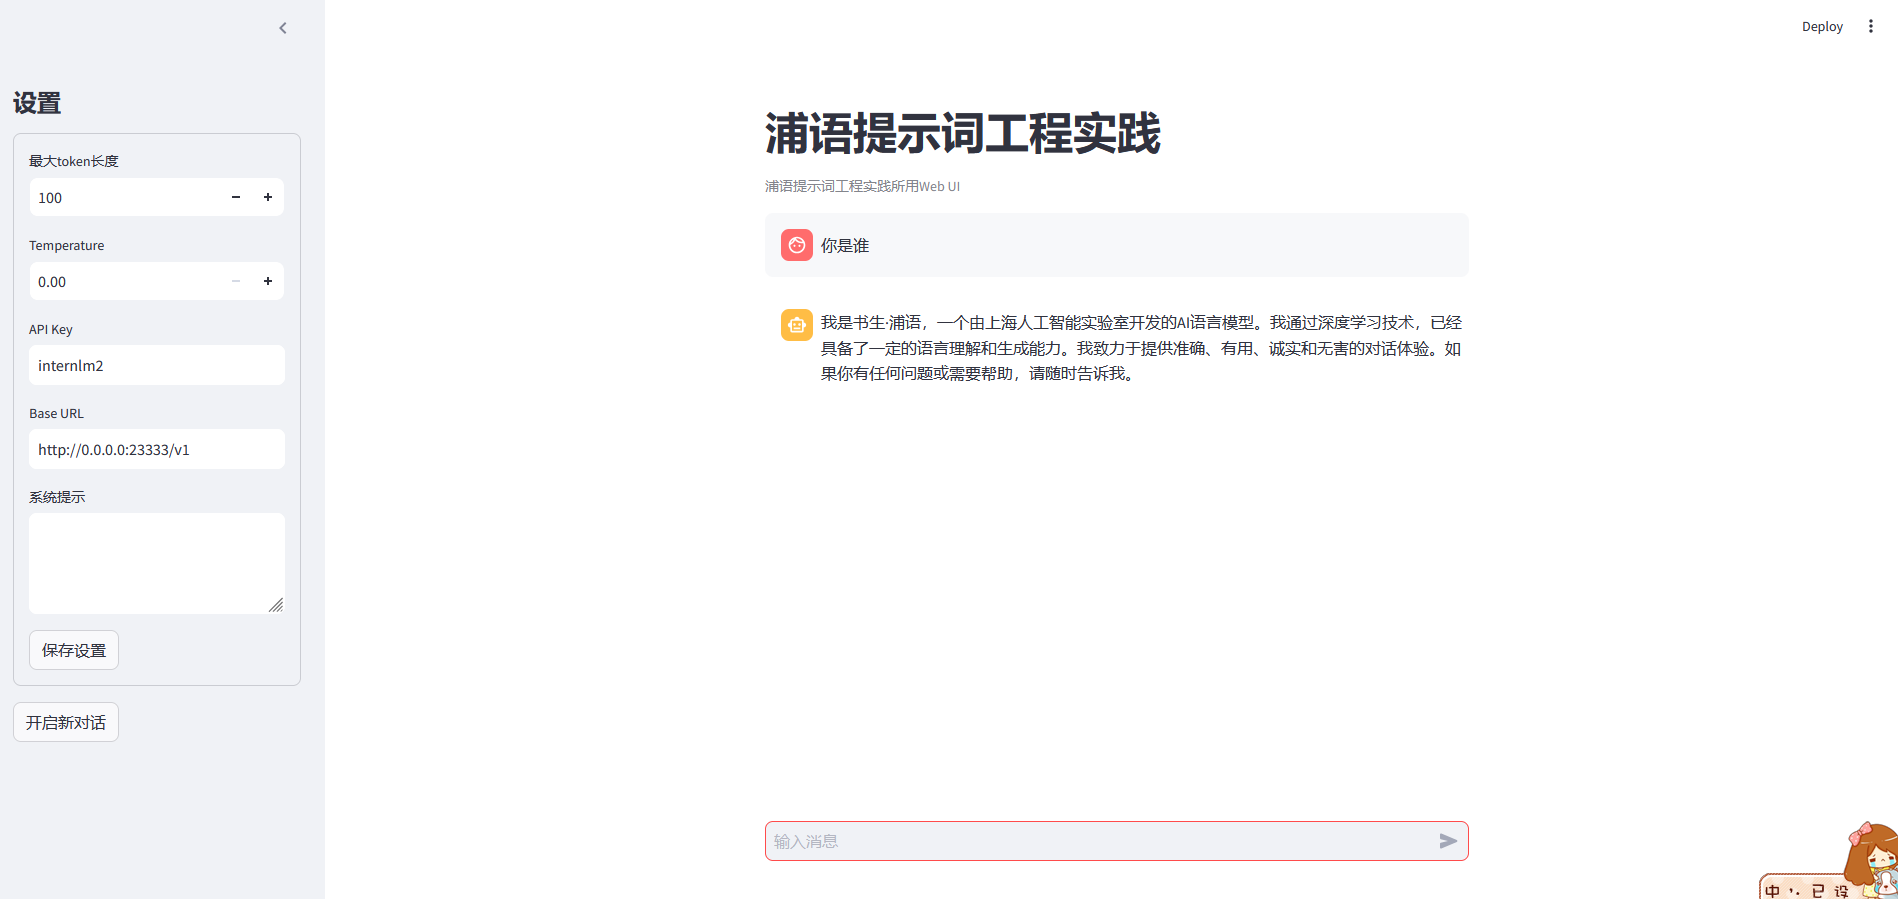 设置
最大token长度
100
Temperature
0.00
API Key
internlm2
Base URL
http://0.0.0.0:23333/v1
系统提示
保存设置
开启新对话
Deploy
浦语提示词工程实践
浦语提示词工程实践所用Web UI
你是谁
我是书生·浦语，一个由上海人工智能实验室开发的AI语言模型。我通过深度学习技术，已经
具备了一定的语言理解和生成能力。我致力于提供准确、有用、诚实和无害的对话体验。如
果你有任何问题或需要帮助，请随时告诉我。
输入消息
中 已 设